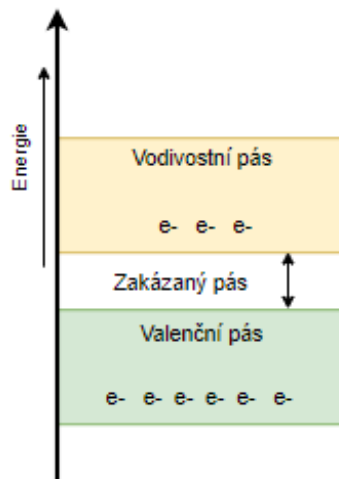 Energie
Vodivostní pás
e- e- e-
Zakázaný pás
Valenční pás
e- e- e- e- e- e-